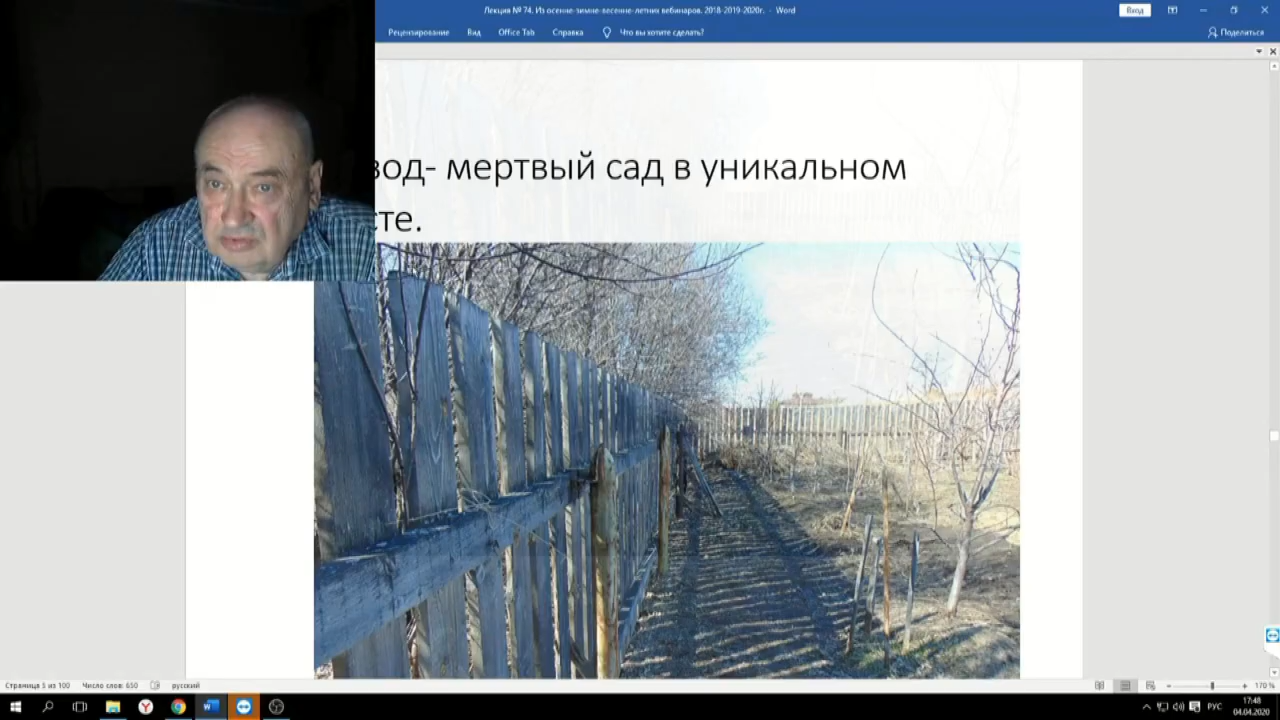 Лекция № 74. Из осенне-зимне-весенне-летних вебинаров. 2018-2019-2020г. - Word
Вход
Рецензирование Вид Office Tab Справка Что вы хотите сделать? Поделиться
вод- мертвый сад в уникальном
сте.
Страница 5 из 100 Число слов: 650 русский 170 %
РУС 17:48
04.04.2020